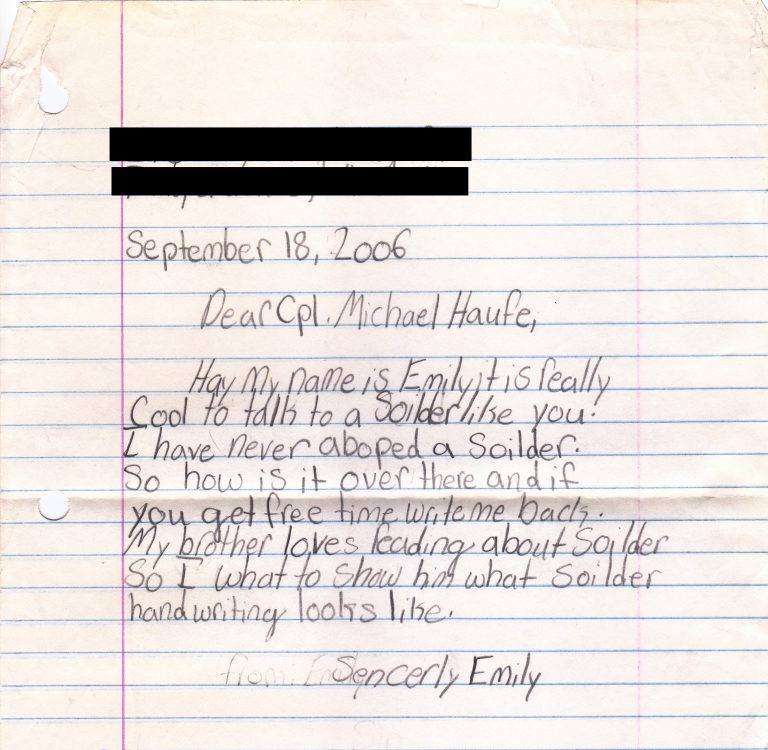 September 18, 2006
Dear Cpl. Michael Haufe,
Hay My name is Emily it is really
Cool to talk to a Soilder like you.
I have never aboped a Soilder.
So how is it over there and if
you get free time write me back.
My brother loves reading about Soilder
So I what to show him what Soilder
handwriting looks like.
from: Sencerly Emily